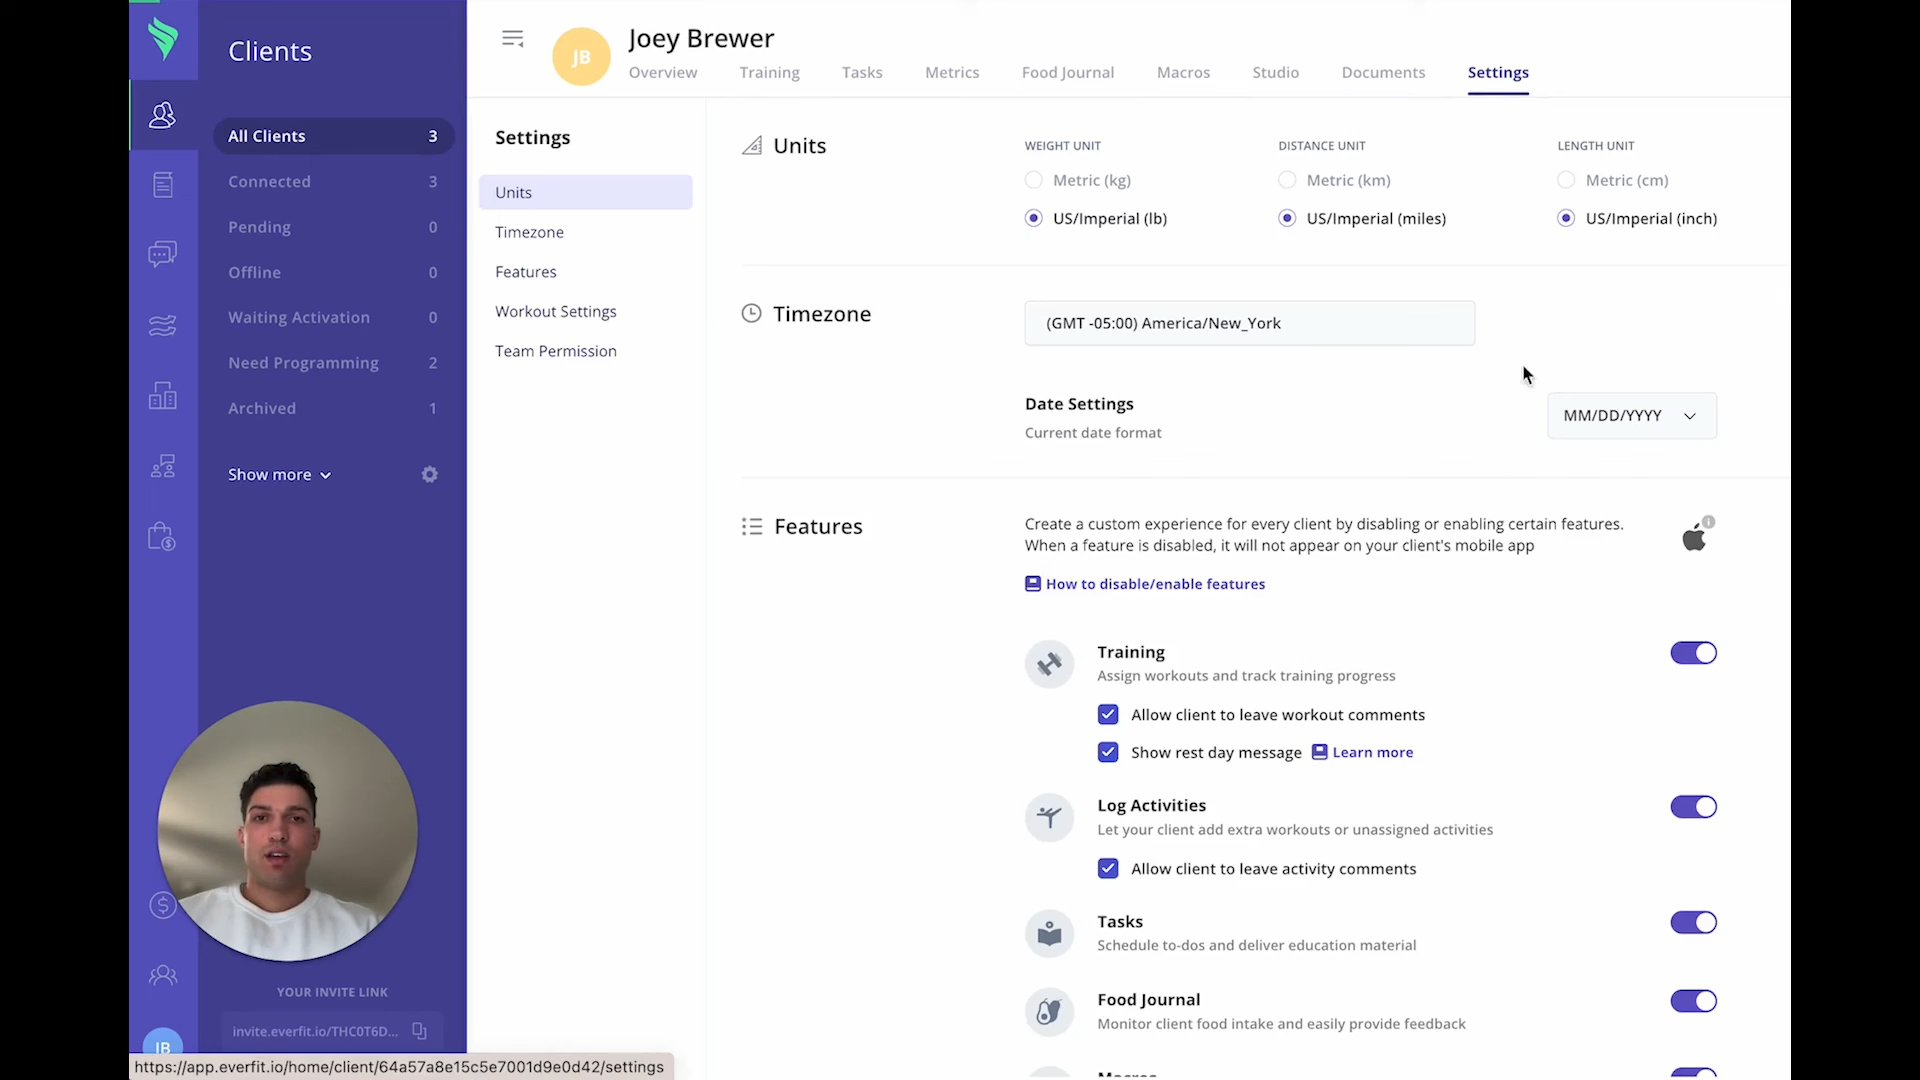 Clients
All Clients 3
Connected 3
Pending 0
Offline 0
Waiting Activation 0
Need Programming 2
Archived 1
Show more
YOUR INVITE LINK
invite.everfit.io/THC0T6D...
JB
https://app.everfit.io/home/client/64a57a8e15c5e7001d9e0d42/settings
JB
Joey Brewer
Overview Training Tasks Metrics Food Journal Macros Studio Documents Settings
Settings
Units
Timezone
Features
Workout Settings
Team Permission
Units
WEIGHT UNIT DISTANCE UNIT LENGTH UNIT
Metric (kg) Metric (km) Metric (cm)
US/Imperial (lb) US/Imperial (miles) US/Imperial (inch)
Timezone
(GMT -05:00) America/New_York
Date Settings
Current date format
MM/DD/YYYY
Features
Create a custom experience for every client by disabling or enabling certain features.
When a feature is disabled, it will not appear on your client's mobile app
How to disable/enable features
Training
Assign workouts and track training progress
Allow client to leave workout comments
Show rest day message Learn more
Log Activities
Let your client add extra workouts or unassigned activities
Allow client to leave activity comments
Tasks
Schedule to-dos and deliver education material
Food Journal
Monitor client food intake and easily provide feedback
Macros